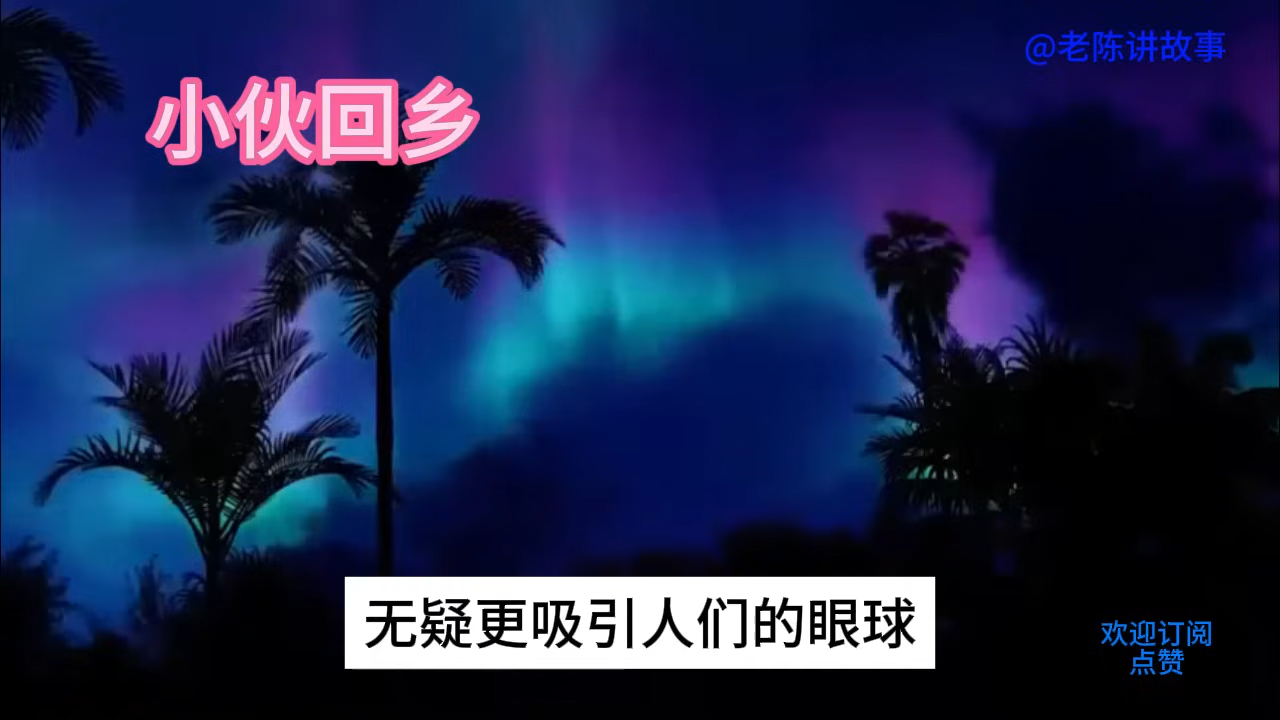 @老陈讲故事
小伙回乡
无疑更吸引人们的眼球
欢迎订阅
点赞